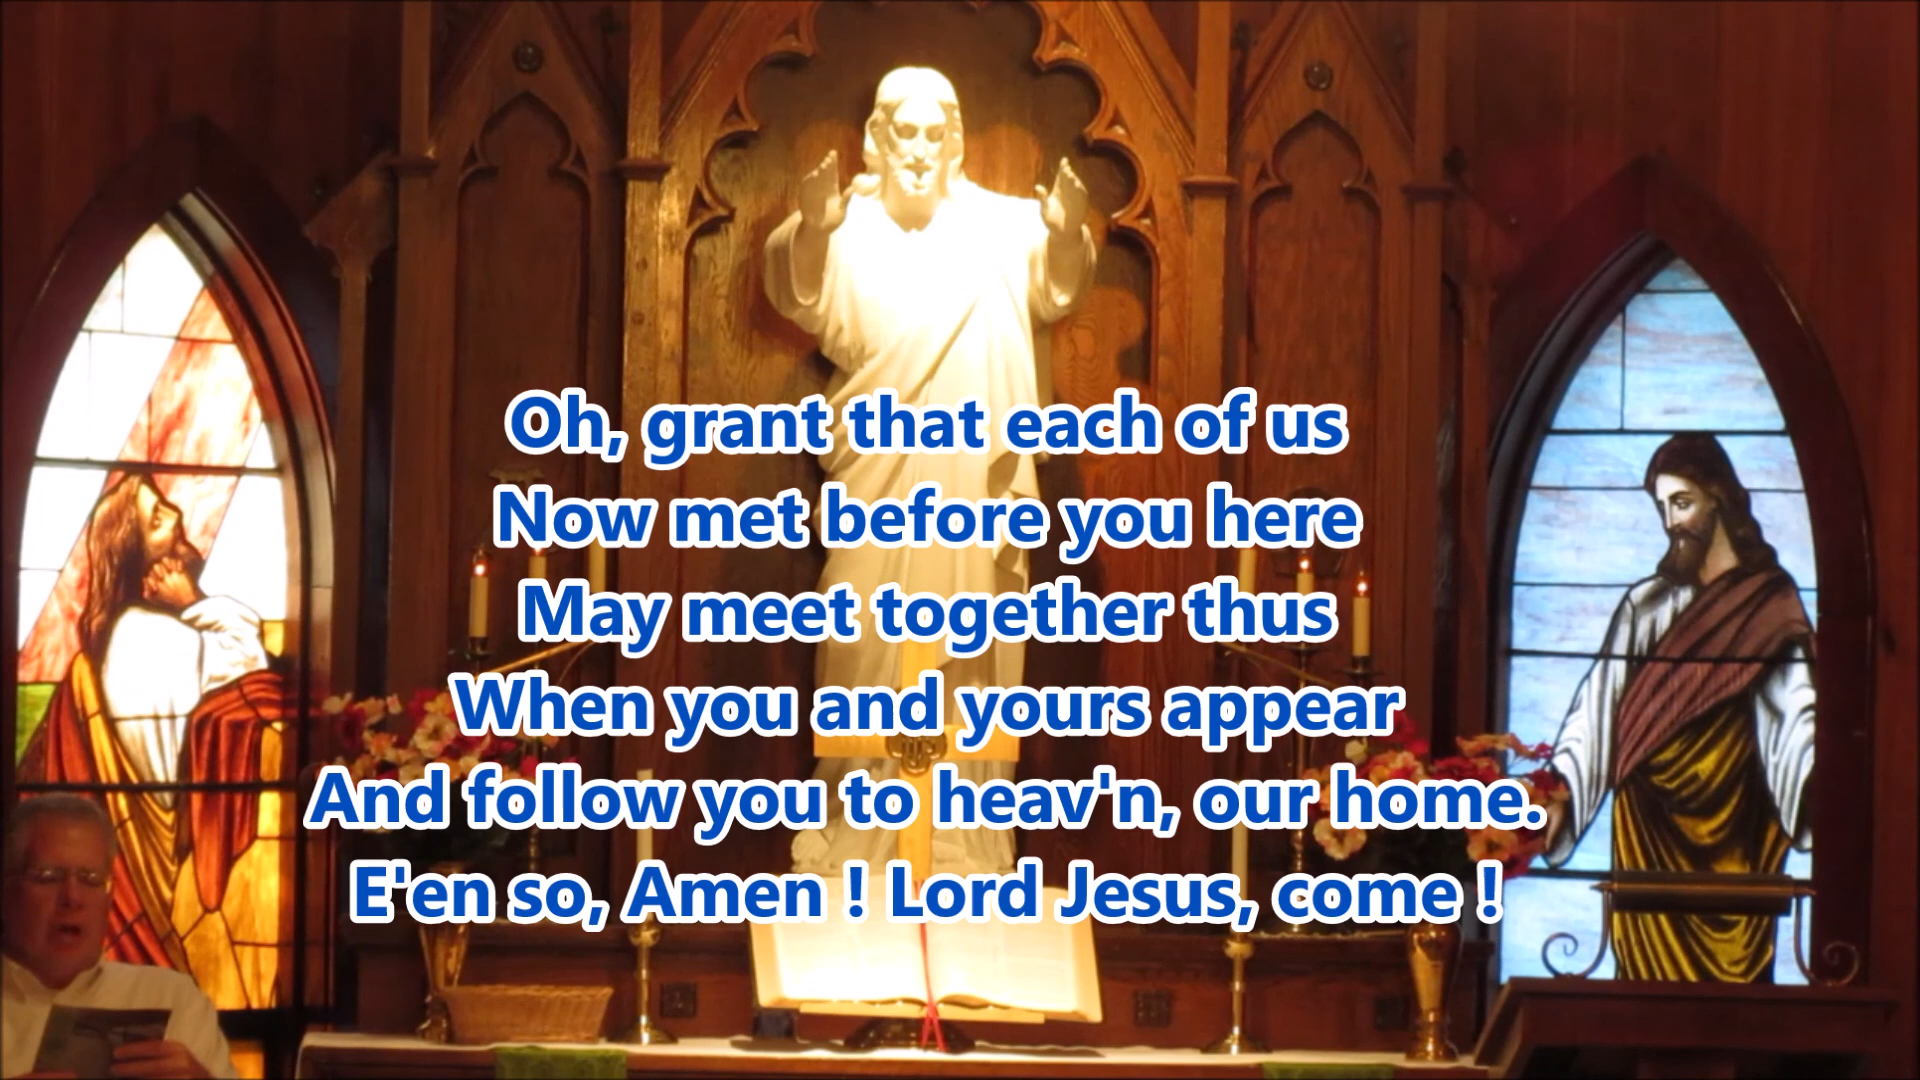 Oh, grant that each of us
Now met before you here
May meet together thus
When you and yours appear
And follow you to heav'n, our home.
E'en so, Amen ! Lord Jesus, come !